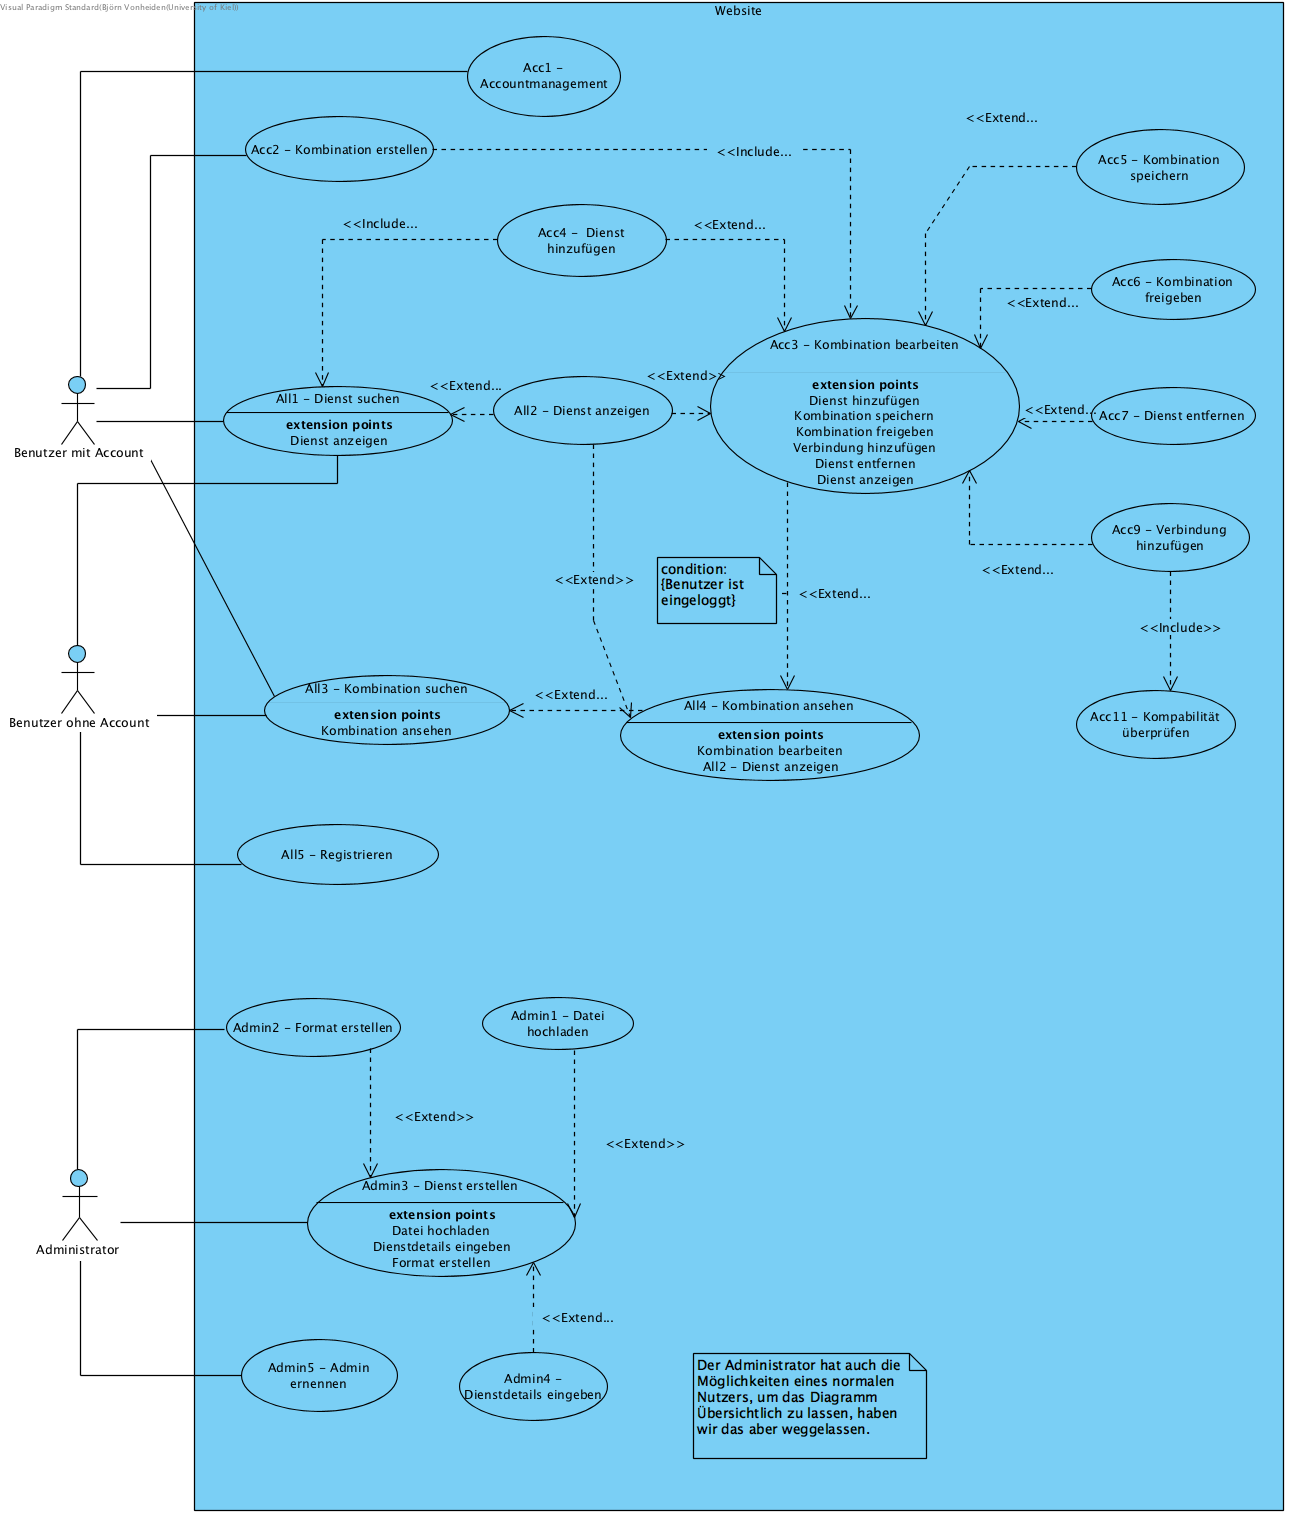 Visual Paradigm Standard(Björn Vonheiden(University of Kiel))
Website
Acc1 -
Accountmanagement
<<Extend...
Acc2 - Kombination erstellen
<<Include...
Acc5 - Kombination
speichern
<<Include...
Acc4 - Dienst
hinzufügen
<<Extend...
Acc6 - Kombination
freigeben
<<Extend...
Acc3 - Kombination bearbeiten
extension points
Dienst hinzufügen
Kombination speichern
Kombination freigeben
Verbindung hinzufügen
Dienst entfernen
Dienst anzeigen
<<Extend>>
<<Extend...
All1 - Dienst suchen
extension points
Dienst anzeigen
All2 - Dienst anzeigen
<<Extend...
Acc7 - Dienst entfernen
Benutzer mit Account
Acc9 - Verbindung
hinzufügen
<<Extend...
condition:
{Benutzer ist
eingeloggt}
<<Extend>>
<<Extend...
<<Include>>
Benutzer ohne Account
All3 - Kombination suchen
extension points
Kombination ansehen
<<Extend...
All4 - Kombination ansehen
extension points
Kombination bearbeiten
All2 - Dienst anzeigen
Acc11 - Kompabilität
überprüfen
All5 - Registrieren
Admin2 - Format erstellen
Admin1 - Datei
hochladen
<<Extend>>
<<Extend>>
Admin3 - Dienst erstellen
extension points
Datei hochladen
Dienstdetails eingeben
Format erstellen
Administrator
<<Extend...
Admin5 - Admin
ernennen
Admin4 -
Dienstdetails eingeben
Der Administrator hat auch die
Möglichkeiten eines normalen
Nutzers, um das Diagramm
Übersichtlich zu lassen, haben
wir das aber weggelassen.